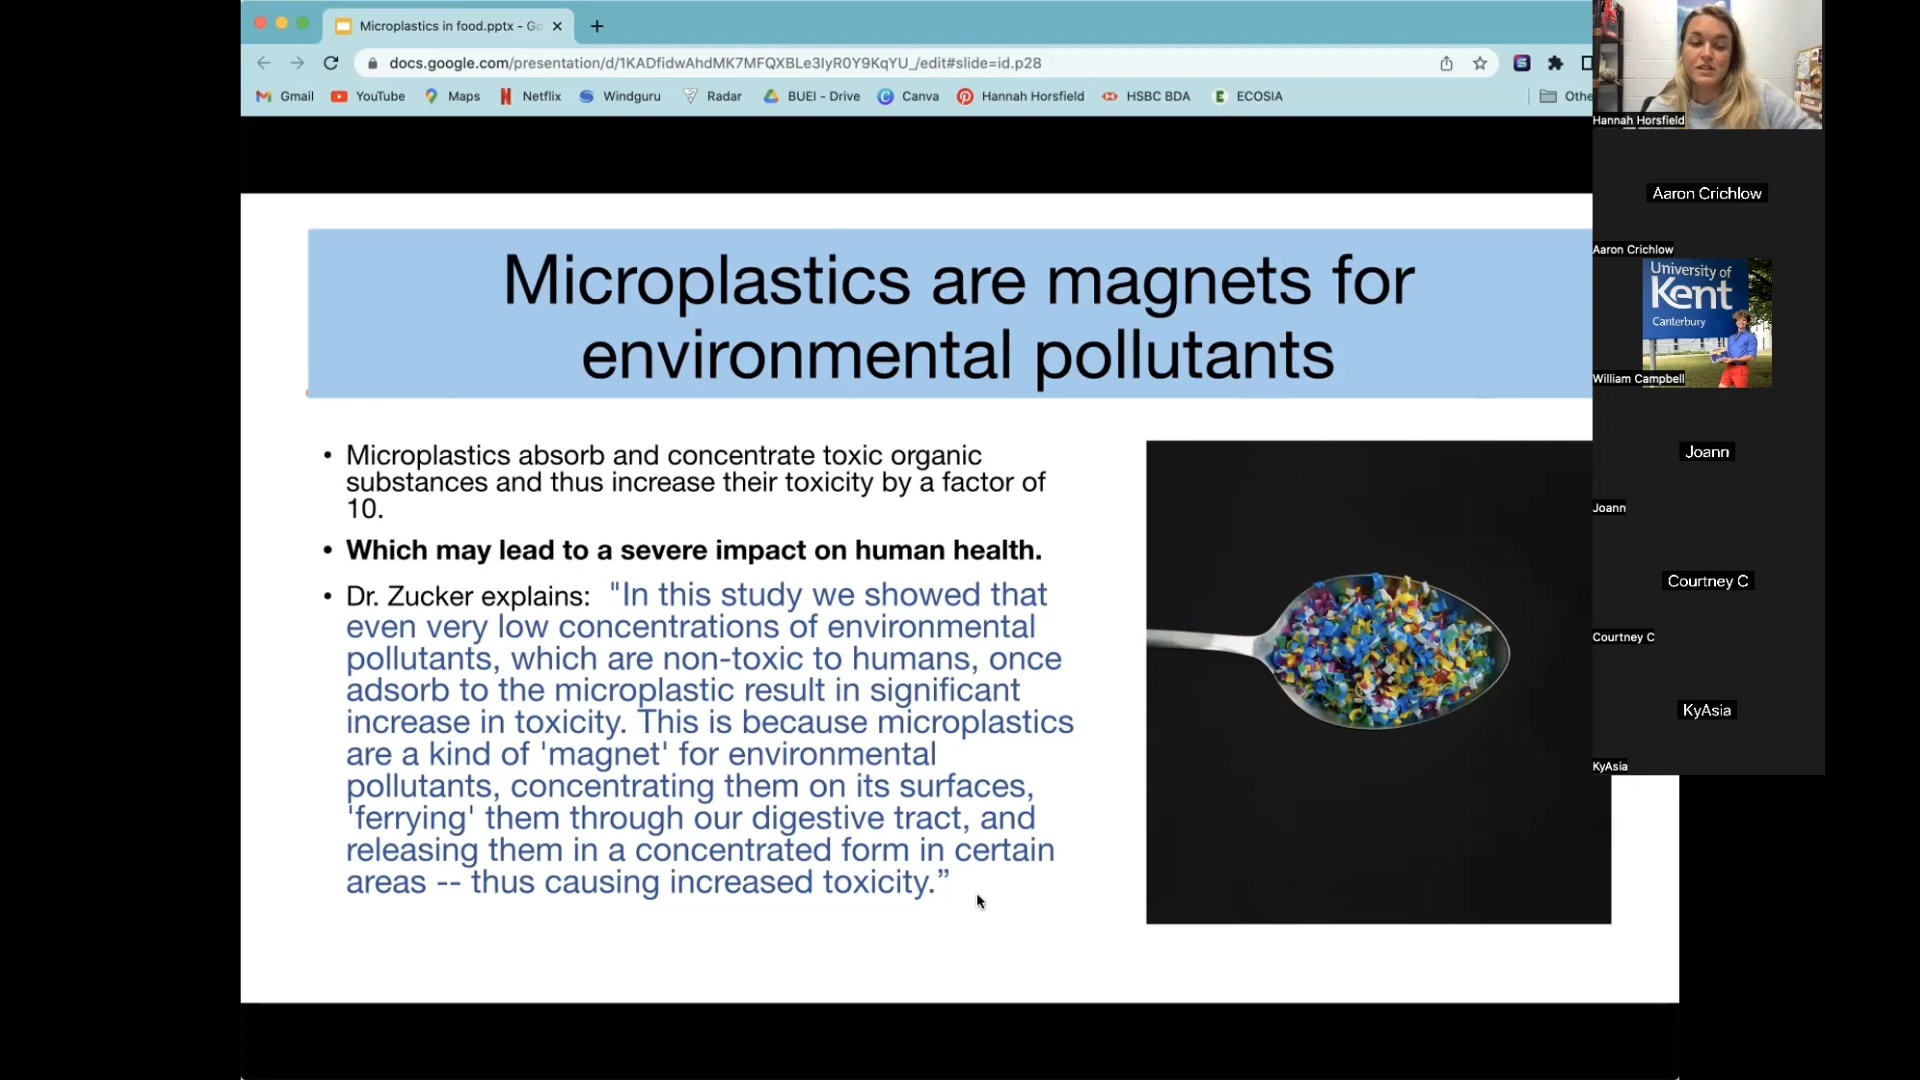 Microplastics in food.pptx - Go
docs.google.com/presentation/d/1KADfidwAhdMK7MFQXBLe3IyR0Y9KqYU_/edit#slide=id.p28
Gmail YouTube Maps Netflix Windguru Radar BUEI - Drive Canva Hannah Horsfield HSBC BDA ECOSIA Othe
Microplastics are magnets for
environmental pollutants
• Microplastics absorb and concentrate toxic organic
substances and thus increase their toxicity by a factor of
10.
• Which may lead to a severe impact on human health.
• Dr. Zucker explains: "In this study we showed that
even very low concentrations of environmental
pollutants, which are non-toxic to humans, once
adsorb to the microplastic result in significant
increase in toxicity. This is because microplastics
are a kind of 'magnet' for environmental
pollutants, concentrating them on its surfaces,
'ferrying' them through our digestive tract, and
releasing them in a concentrated form in certain
areas -- thus causing increased toxicity.”
Hannah Horsfield
Aaron Crichlow
Aaron Crichlow
University of
Kent
Canterbury
William Campbell
Joann
Joann
Courtney C
Courtney C
KyAsia
KyAsia